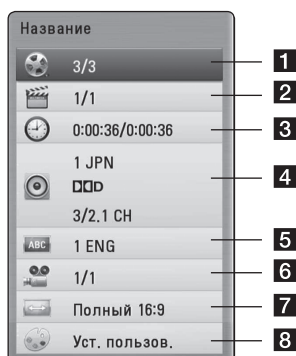 Название
3/3 1
1/1 2
0:00:36/0:00:36 3
1 JPN
DD D 4
3/2.1 CH
ABC 1 ENG 5
1/1 6
Полный 16:9 7
Уст. пользов. 8